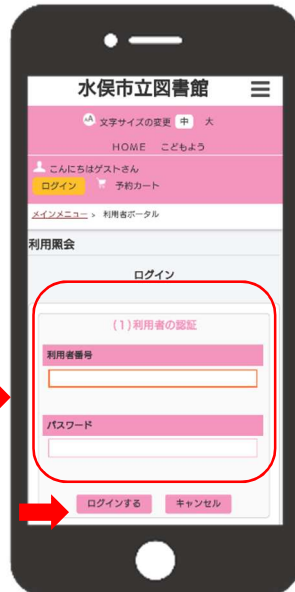 水俣市立図書館
A 文字サイズの変更 中 大
HOME こどもよう
こんにちはゲストさん
ログイン 予約カート
メインメニュー > 利用者ポータル
利用照会
ログイン
(1)利用者の認証
利用者番号
パスワード
ログインする キャンセル